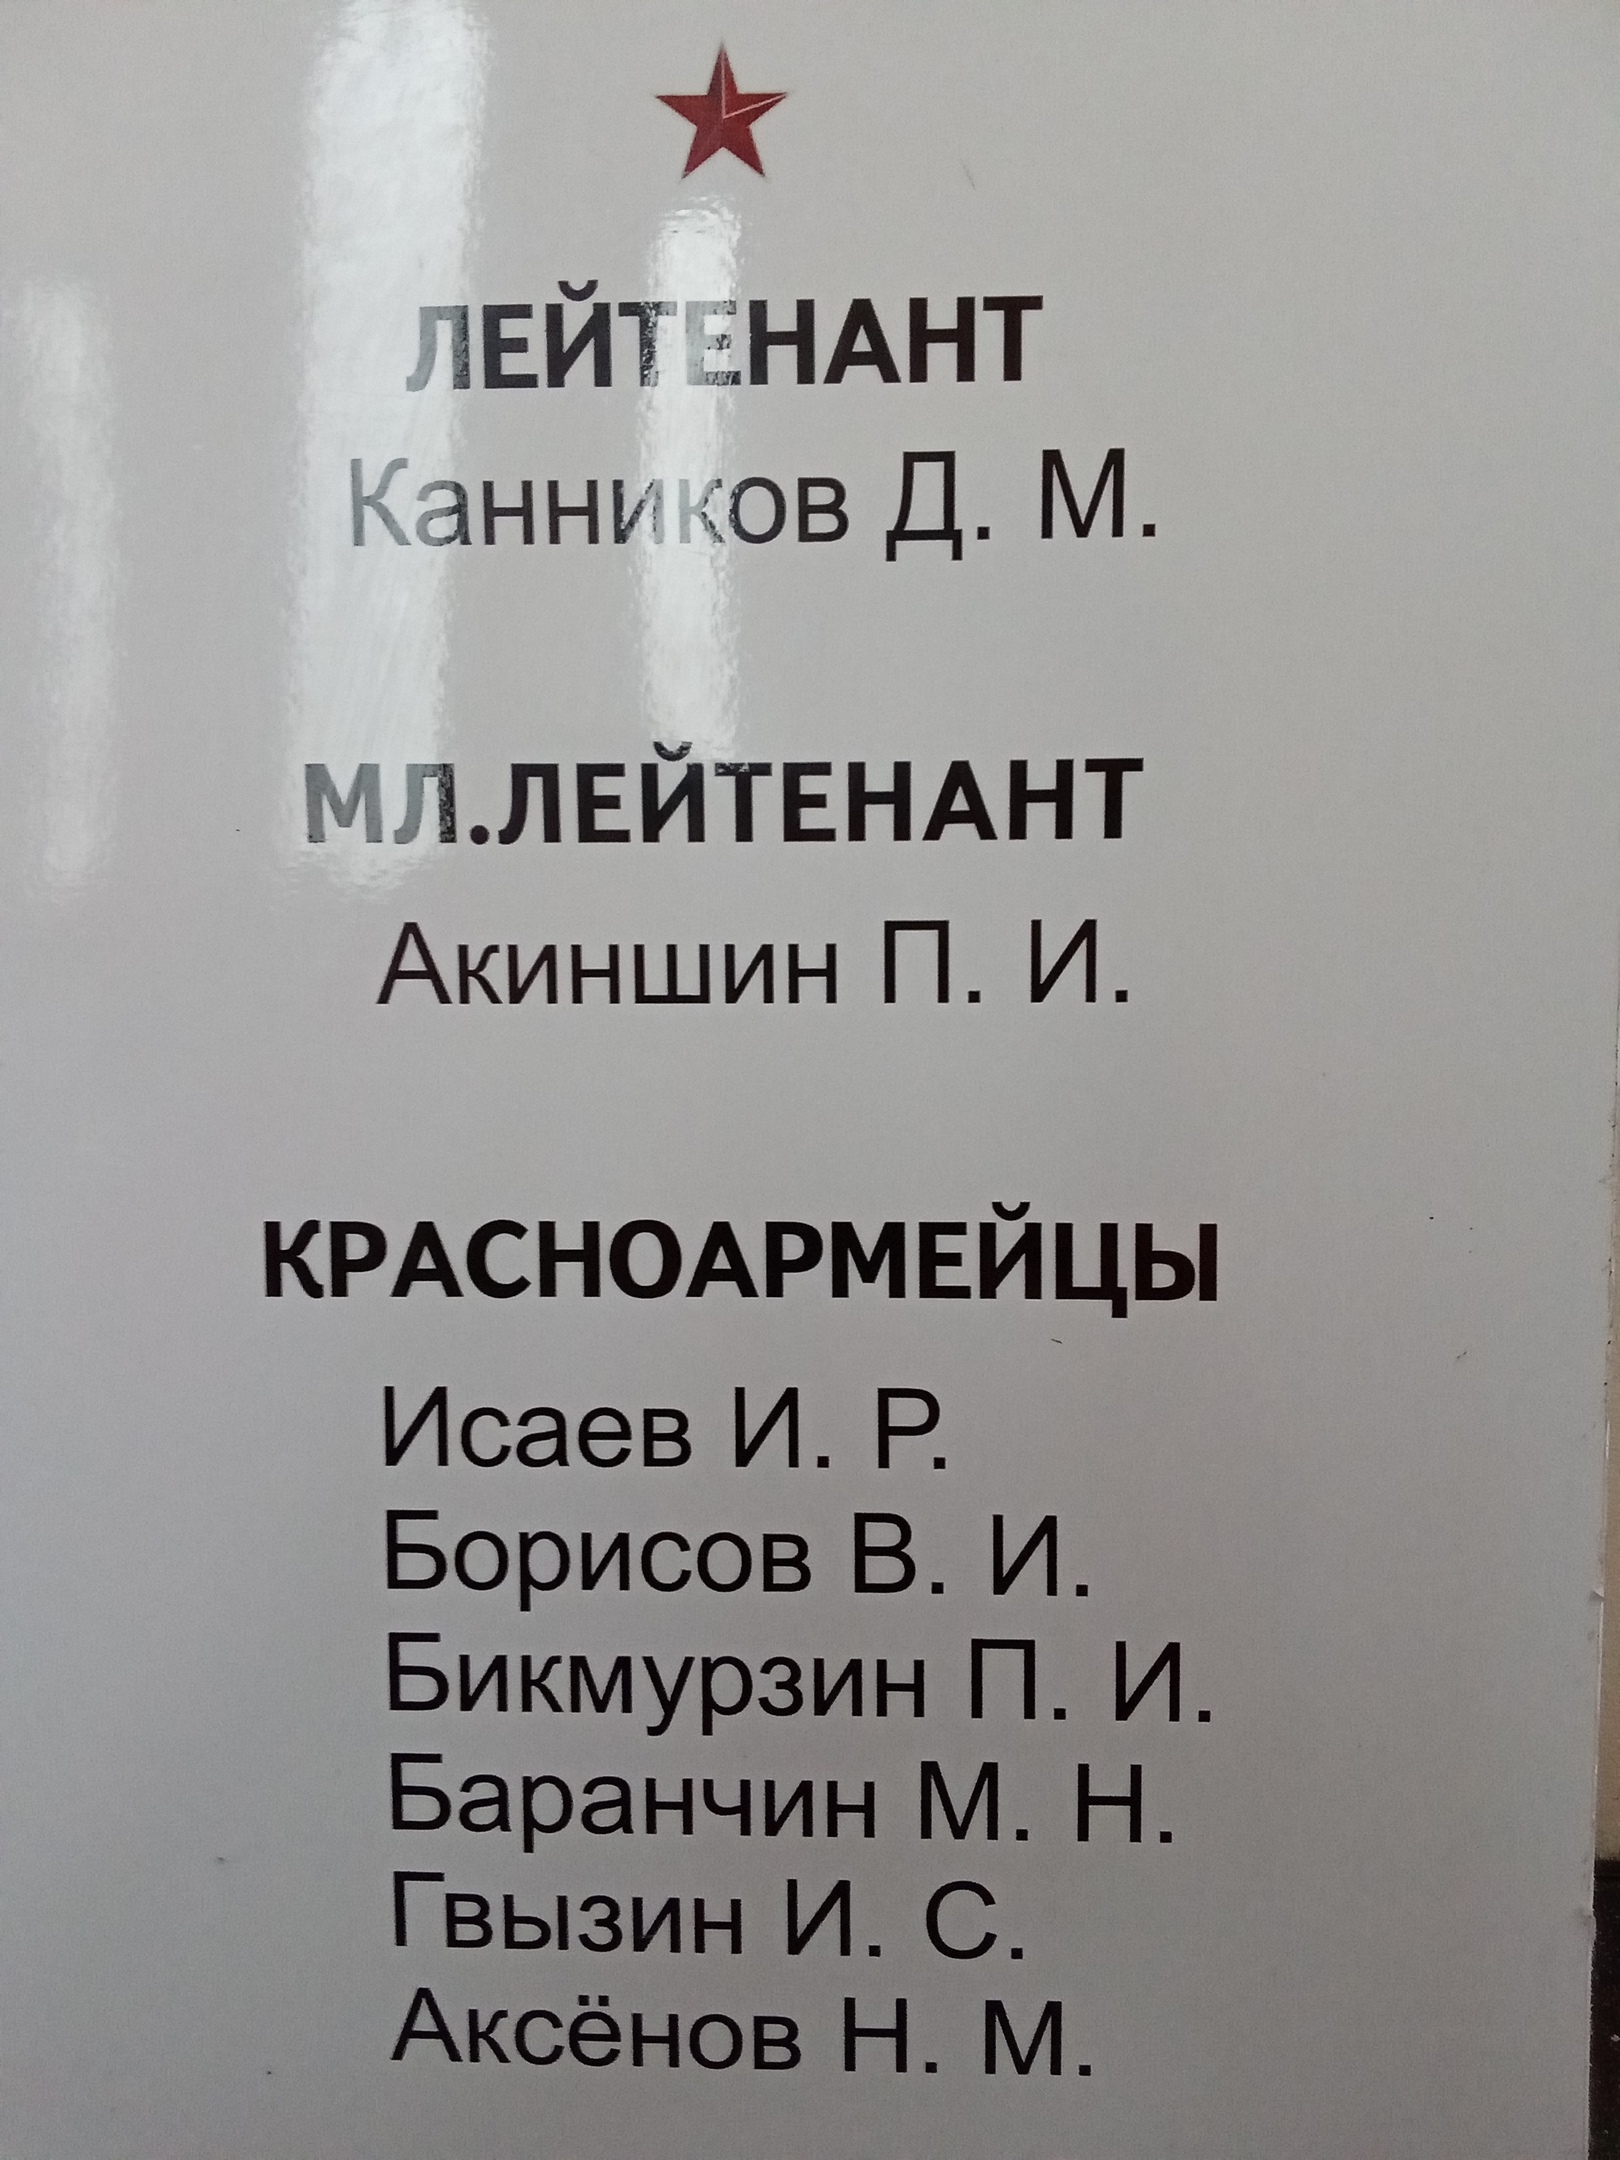 ЛЕЙТЕНАНТ
Канников Д. М.
МЛ.ЛЕЙТЕНАНТ
Акиншин П. И.
КРАСНОАРМЕЙЦЫ
Исаев И. Р.
Борисов В. И.
Бикмурзин П. И.
Баранчин М. Н.
Гвызин И. С.
Аксёнов Н. М.